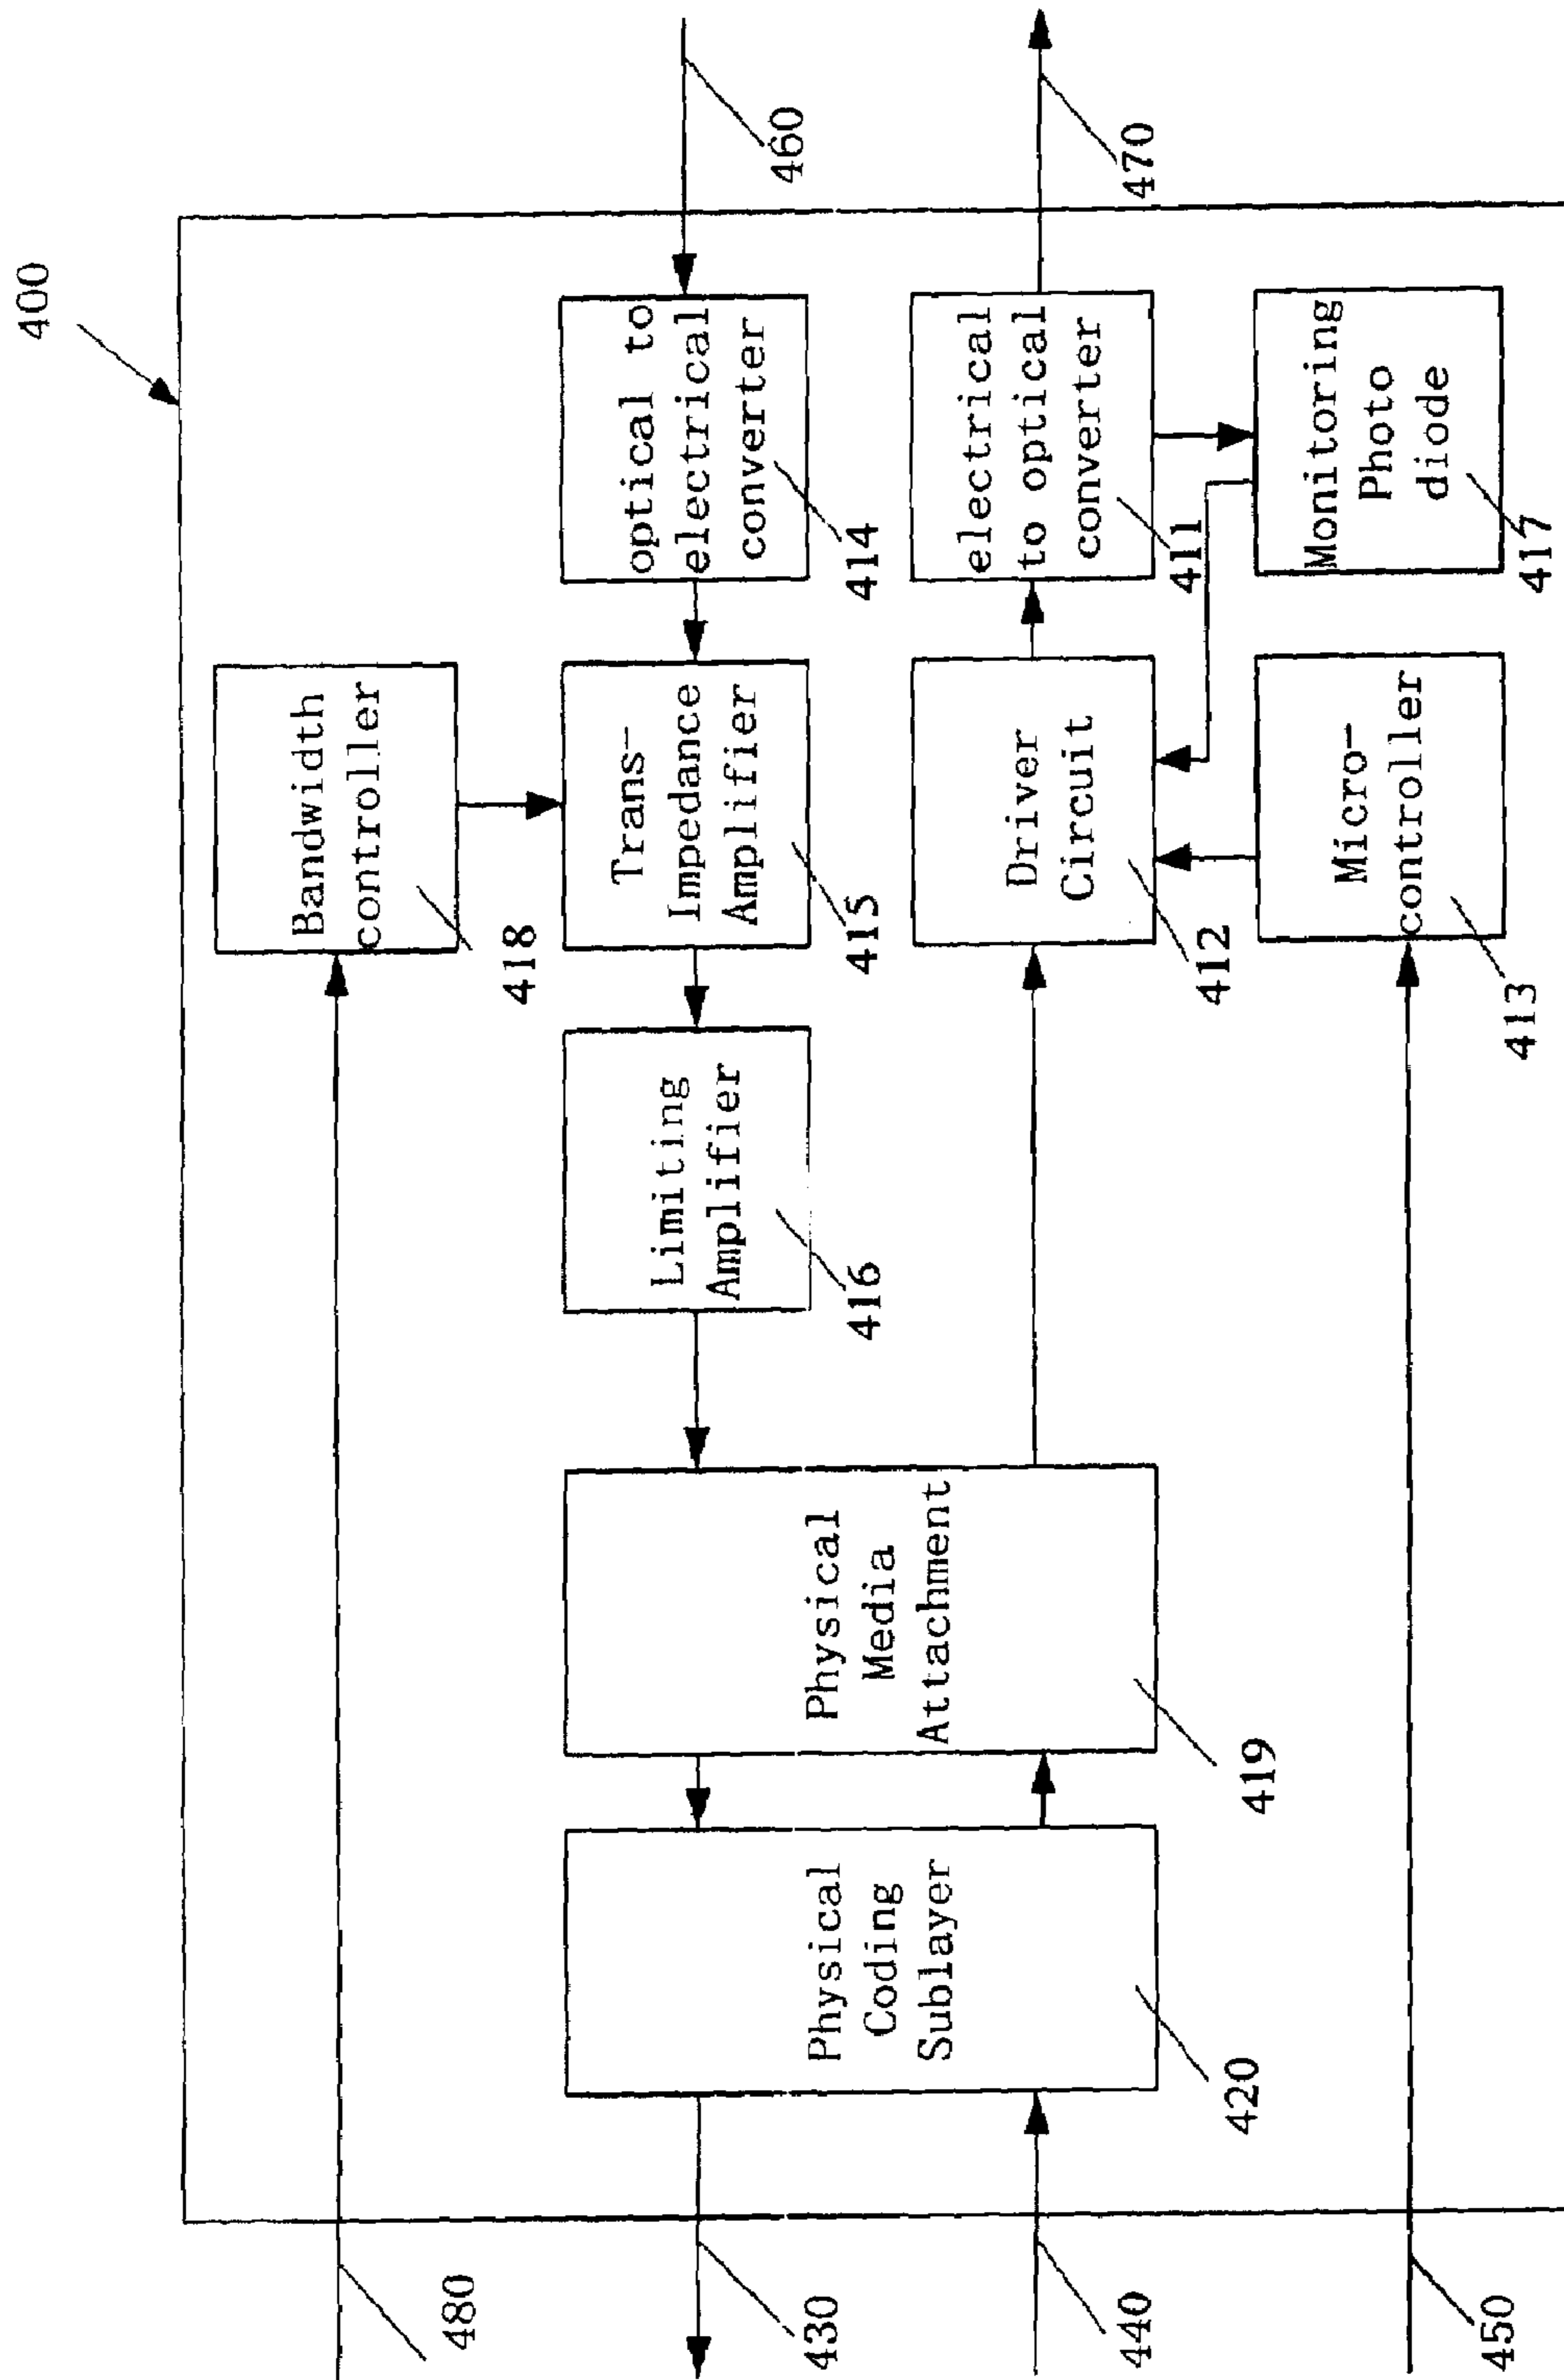 400
480
Bandwidth
controller
418
430
Limiting
Amplifier
416
Trans-
Impedance
Amplifier
415
optical to
electrical
converter
414
460
Physical
Coding
Sublayer
420
Physical
Media
Attachment
419
440
Driver
Circuit
412
electrical
to optical
converter
411
470
450
Micro-
controller
413
Monitoring
Photo
diode
417